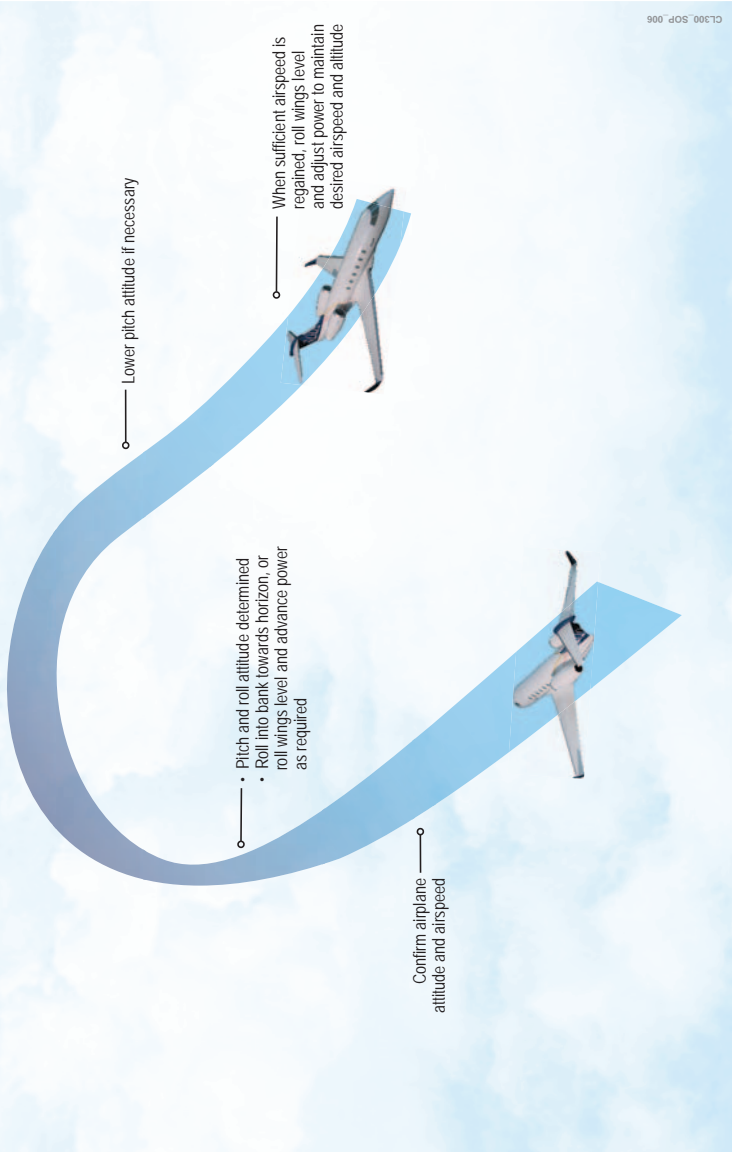 Confirm airplane
attitude and airspeed
• Pitch and roll attitude determined
• Roll into bank towards horizon, or
roll wings level and advance power
as required
Lower pitch attitude if necessary
When sufficient airspeed is
regained, roll wings level
and adjust power to maintain
desired airspeed and altitude
CL300_SOP_006